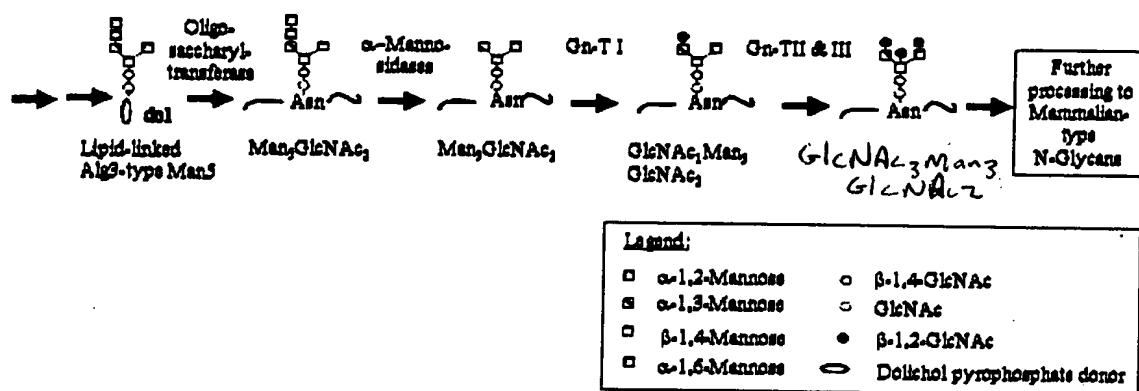 Oligo-
saccharyl-
transferase
α-Manno-
sidases
Gn-T I
Gn-TII & III
dol
Asn
Asn
Asn
Asn
Further
processing to
Mammalian-
type
N-Glycans
Lipid-linked
Alg3-type Man5
Man5GlcNAc2
Man3GlcNAc2
GlcNAc1Man3
GlcNAc2
GlcNAc3Man3
GlcNAc2
Legend:
α-1,2-Mannose
β-1,4-GlcNAc
α-1,3-Mannose
GlcNAc
β-1,4-Mannose
β-1,2-GlcNAc
α-1,6-Mannose
Dolichol pyrophosphate donor